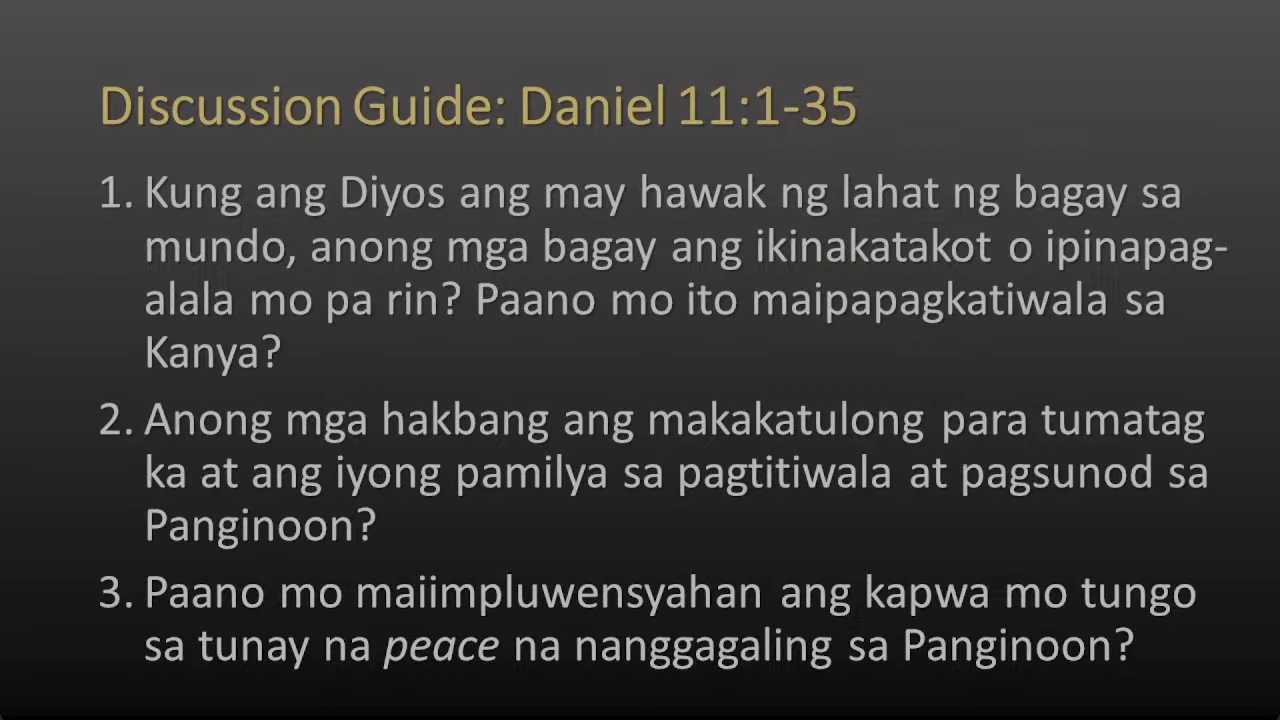 Discussion Guide: Daniel 11:1-35
1. Kung ang Diyos ang may hawak ng lahat ng bagay sa
mundo, anong mga bagay ang ikinakatakot o ipinapag-
alala mo pa rin? Paano mo ito maipapagkatiwala sa
Kanya?
2. Anong mga hakbang ang makakatulong para tumatag
ka at ang iyong pamilya sa pagtitiwala at pagsunod sa
Panginoon?
3. Paano mo maiimpluwensyahan ang kapwa mo tungo
sa tunay na peace na nanggagaling sa Panginoon?